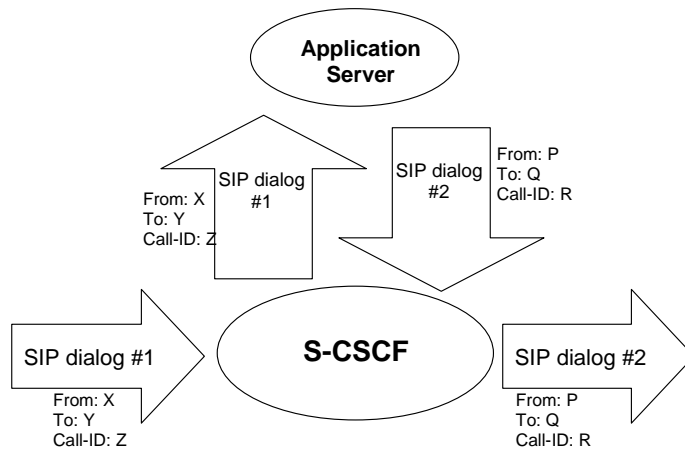 Application
Server
SIP dialog
#1
From: X
To: Y
Call-ID: Z
SIP dialog
#2
From: P
To: Q
Call-ID: R
SIP dialog #1
From: X
To: Y
Call-ID: Z
S-CSCF
SIP dialog #2
From: P
To: Q
Call-ID: R